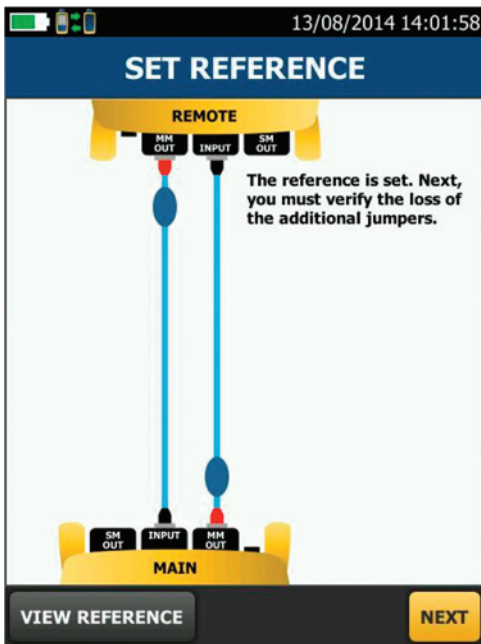 13/08/2014 14:01:58
SET REFERENCE
REMOTE
MM
OUT
INPUT
SM
OUT
The reference is set. Next,
you must verify the loss of
the additional jumpers.
SM
OUT
INPUT
MM
OUT
MAIN
VIEW REFERENCE
NEXT